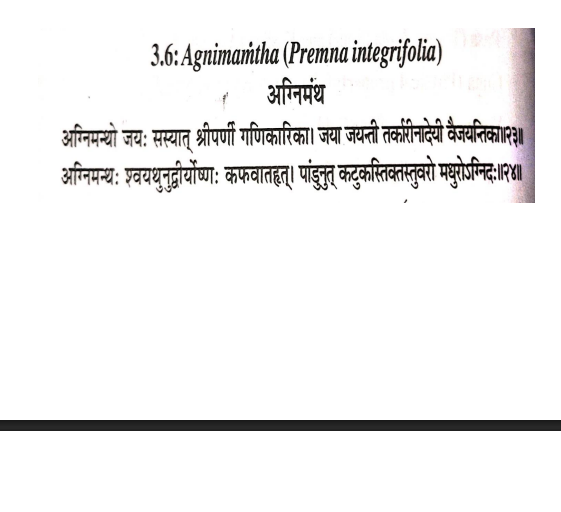 3.6: Agnimaṁtha (Premna integrifolia)
अग्निमंथ
अग्निमन्थो जयः सस्यात् श्रीपर्णी गणिकारिका। जया जयन्ती तर्कारीनादेयी वैजयन्तिका॥२३॥
अग्निमन्थः श्वयथुनुद्वीर्योष्णः कफवातहृत्। पांडुनुत् कटुकस्तिक्तस्तुवरो मधुरोऽग्निदः॥२४॥